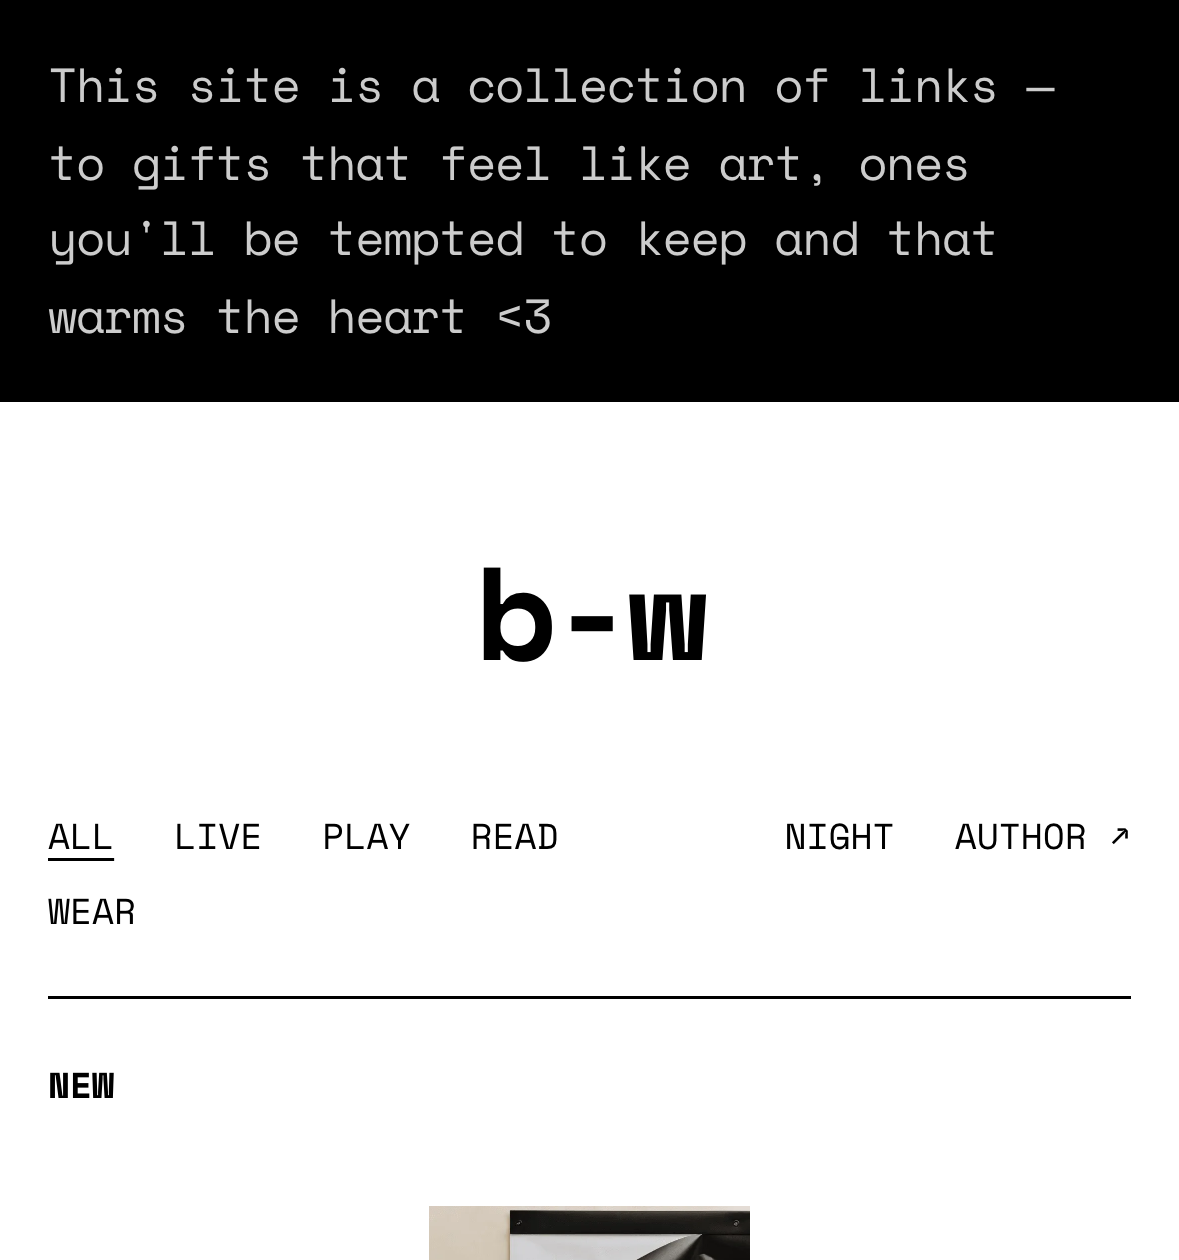 This site is a collection of links —
to gifts that feel like art, ones
you'll be tempted to keep and that
warms the heart <3
b-w
ALL LIVE PLAY READ NIGHT AUTHOR ↗
WEAR
NEW